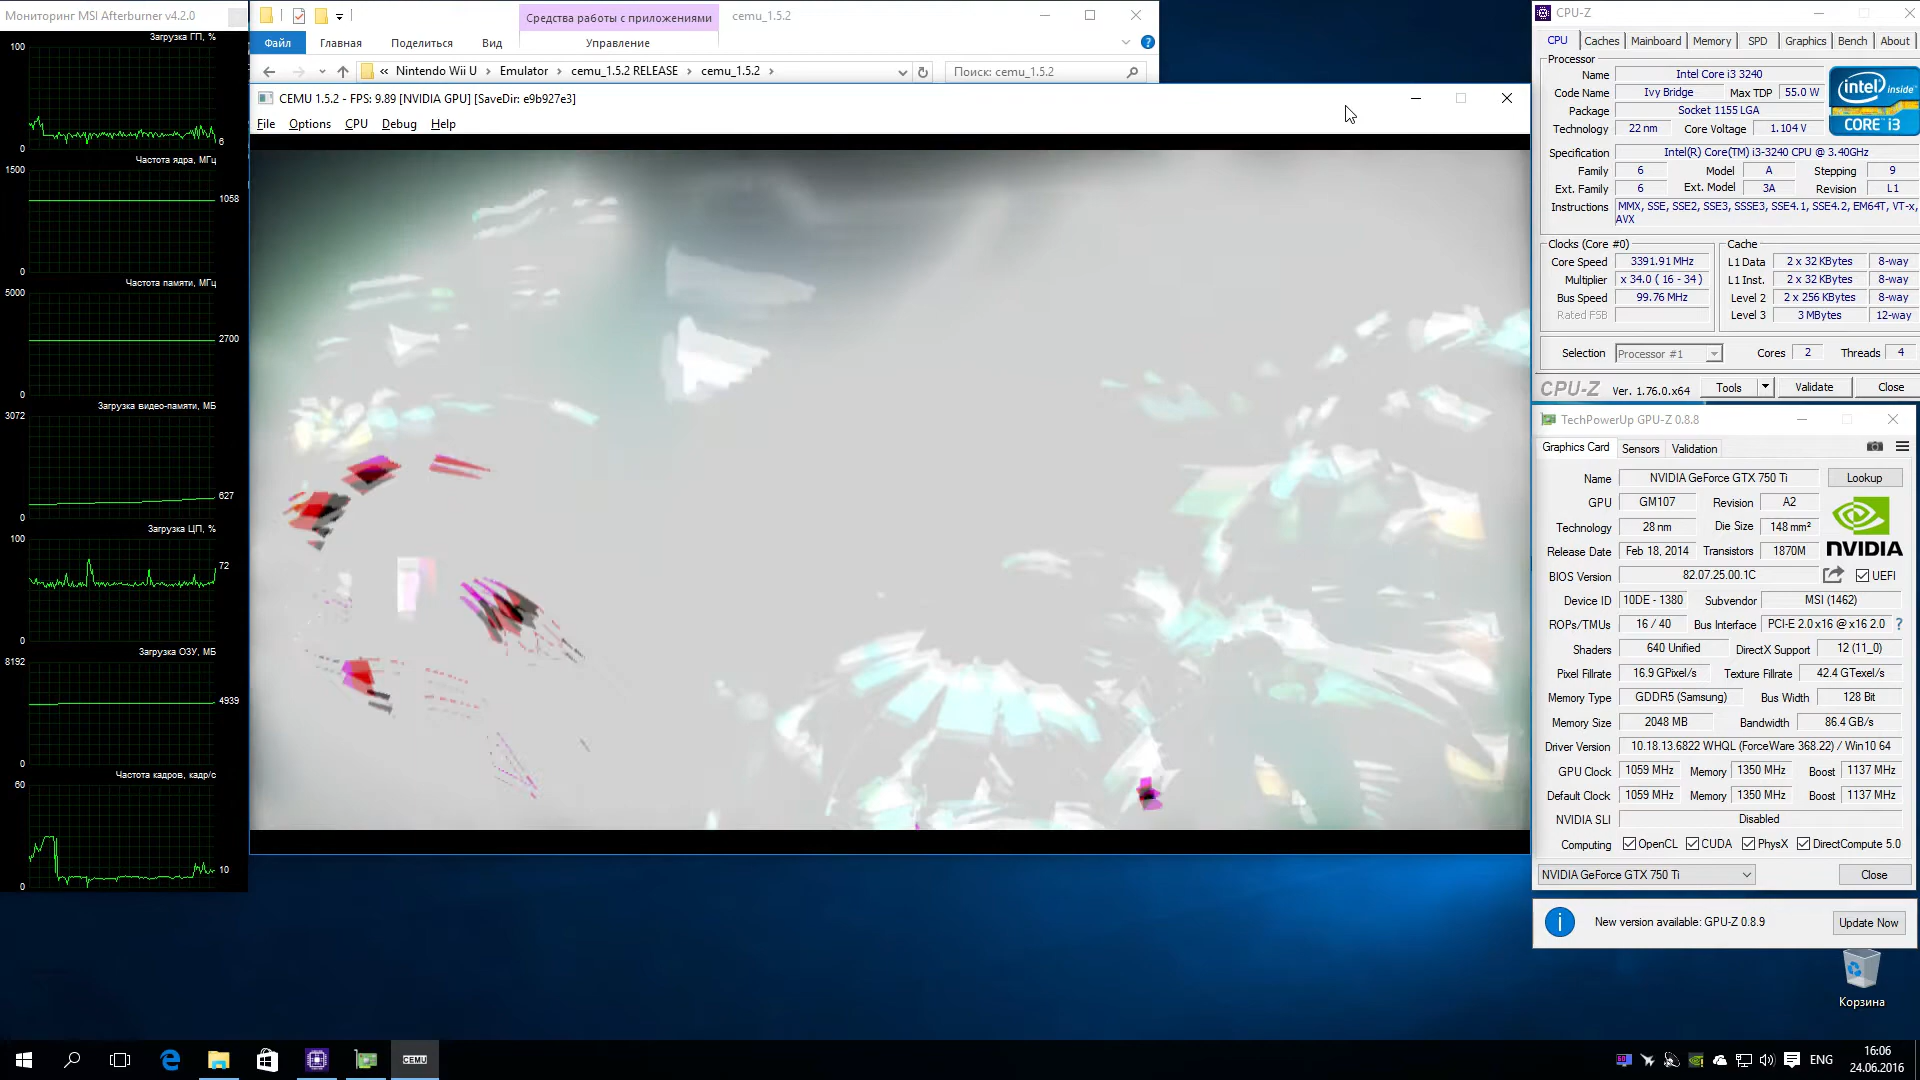 Мониторинг MSI Afterburner v4.2.0
Загрузка ГП, %
100
0
6
Частота ядра, МГц
1500
1058
0
Частота памяти, МГц
5000
2700
0
Загрузка видео-памяти, МБ
3072
627
0
Загрузка ЦП, %
100
72
0
Загрузка ОЗУ, МБ
8192
4939
0
Частота кадров, кадр/с
60
10
0
Средства работы с приложениями
cemu_1.5.2
Файл Главная Поделиться Вид Управление
« Nintendo Wii U › Emulator › cemu_1.5.2 RELEASE › cemu_1.5.2 ›
Поиск: cemu_1.5.2
CEMU 1.5.2 - FPS: 9.89 [NVIDIA GPU] [SaveDir: e9b927e3]
File Options CPU Debug Help
CPU-Z
CPU Caches Mainboard Memory SPD Graphics Bench About
Processor
Name Intel Core i3 3240
Code Name Ivy Bridge Max TDP 55.0 W
Package Socket 1155 LGA
Technology 22 nm Core Voltage 1.104 V
intel inside™
CORE i3
Specification Intel(R) Core(TM) i3-3240 CPU @ 3.40GHz
Family 6 Model A Stepping 9
Ext. Family 6 Ext. Model 3A Revision L1
Instructions MMX, SSE, SSE2, SSE3, SSSE3, SSE4.1, SSE4.2, EM64T, VT-x,
AVX
Clocks (Core #0)
Core Speed 3391.91 MHz
Multiplier x 34.0 ( 16 - 34 )
Bus Speed 99.76 MHz
Rated FSB
Cache
L1 Data 2 x 32 KBytes 8-way
L1 Inst. 2 x 32 KBytes 8-way
Level 2 2 x 256 KBytes 8-way
Level 3 3 MBytes 12-way
Selection Processor #1 Cores 2 Threads 4
CPU-Z Ver. 1.76.0.x64 Tools Validate Close
TechPowerUp GPU-Z 0.8.8
Graphics Card Sensors Validation
Name NVIDIA GeForce GTX 750 Ti Lookup
GPU GM107 Revision A2
Technology 28 nm Die Size 148 mm²
Release Date Feb 18, 2014 Transistors 1870M
NVIDIA
BIOS Version 82.07.25.00.1C UEFI
Device ID 10DE - 1380 Subvendor MSI (1462)
ROPs/TMUs 16 / 40 Bus Interface PCI-E 2.0 x16 @ x16 2.0 ?
Shaders 640 Unified DirectX Support 12 (11_0)
Pixel Fillrate 16.9 GPixel/s Texture Fillrate 42.4 GTexel/s
Memory Type GDDR5 (Samsung) Bus Width 128 Bit
Memory Size 2048 MB Bandwidth 86.4 GB/s
Driver Version 10.18.13.6822 WHQL (ForceWare 368.22) / Win10 64
GPU Clock 1059 MHz Memory 1350 MHz Boost 1137 MHz
Default Clock 1059 MHz Memory 1350 MHz Boost 1137 MHz
NVIDIA SLI Disabled
Computing OpenCL CUDA PhysX DirectCompute 5.0
NVIDIA GeForce GTX 750 Ti Close
New version available: GPU-Z 0.8.9 Update Now
Корзина
CEMU
ENG
16:06
24.06.2016